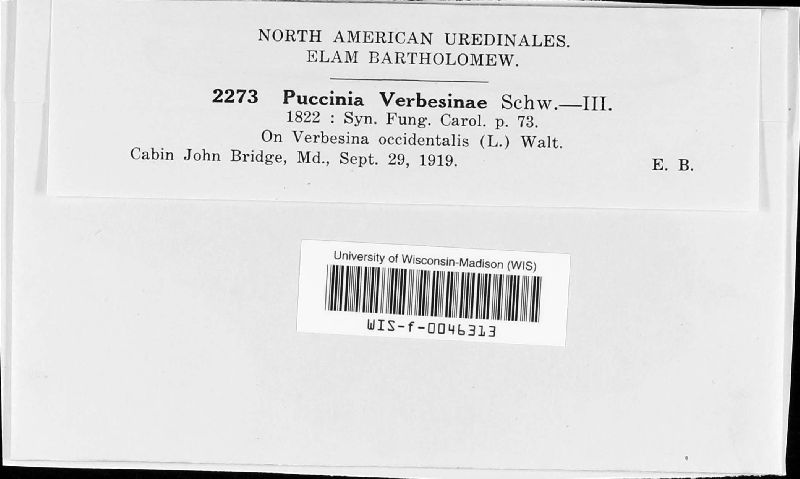 NORTH AMERICAN UREDINALES.
ELAM BARTHOLOMEW.
2273 Puccinia Verbesinae Schw.—III.
1822 : Syn. Fung. Carol. p. 73.
On Verbesina occidentalis (L.) Walt.
Cabin John Bridge, Md., Sept. 29, 1919. E. B.
University of Wisconsin-Madison (WIS)
WIS-f-0046313